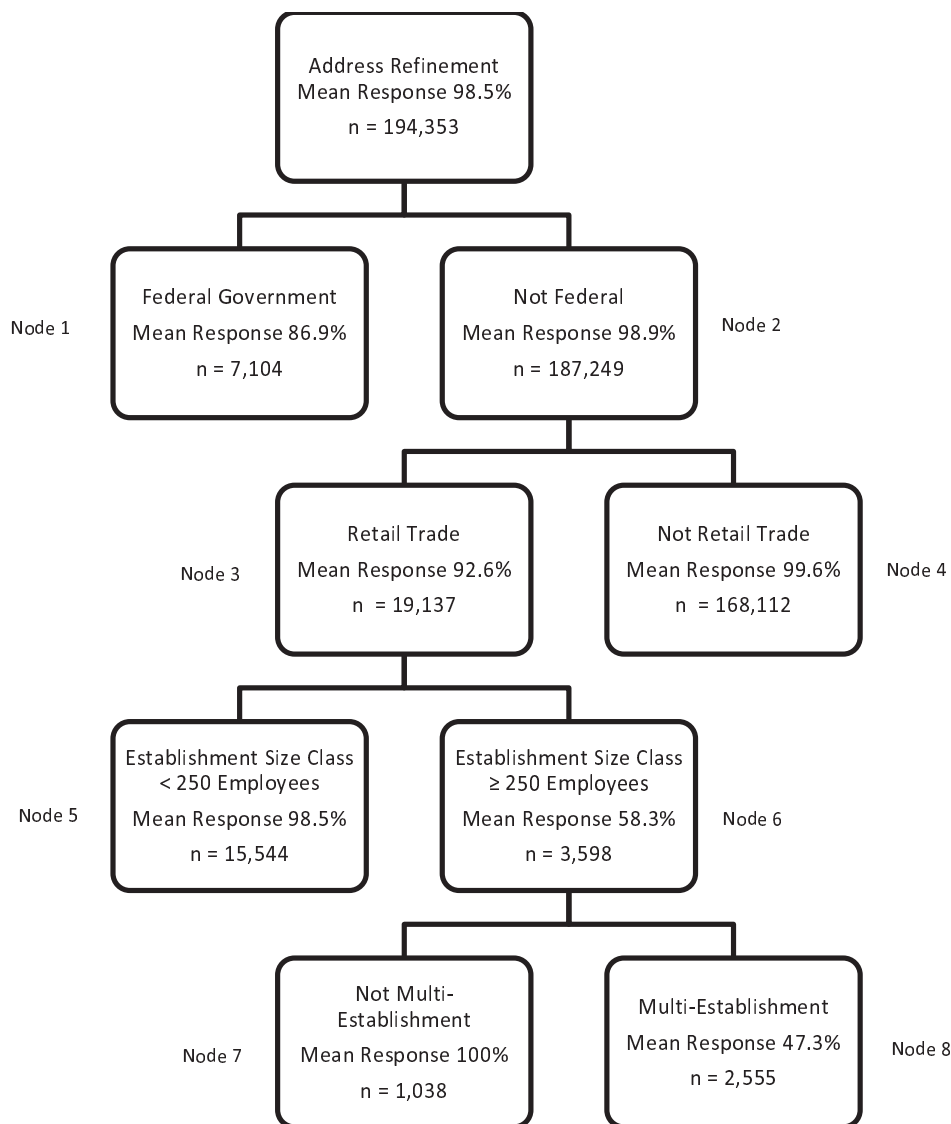 Address Refinement
Mean Response 98.5%
n = 194,353
Node 1
Federal Government
Mean Response 86.9%
n = 7,104
Not Federal
Mean Response 98.9%
n = 187,249
Node 2
Node 3
Retail Trade
Mean Response 92.6%
n = 19,137
Not Retail Trade
Mean Response 99.6%
n = 168,112
Node 4
Node 5
Establishment Size Class
< 250 Employees
Mean Response 98.5%
n = 15,544
Establishment Size Class
≥ 250 Employees
Mean Response 58.3%
n = 3,598
Node 6
Node 7
Not Multi-
Establishment
Mean Response 100%
n = 1,038
Multi-Establishment
Mean Response 47.3%
n = 2,555
Node 8